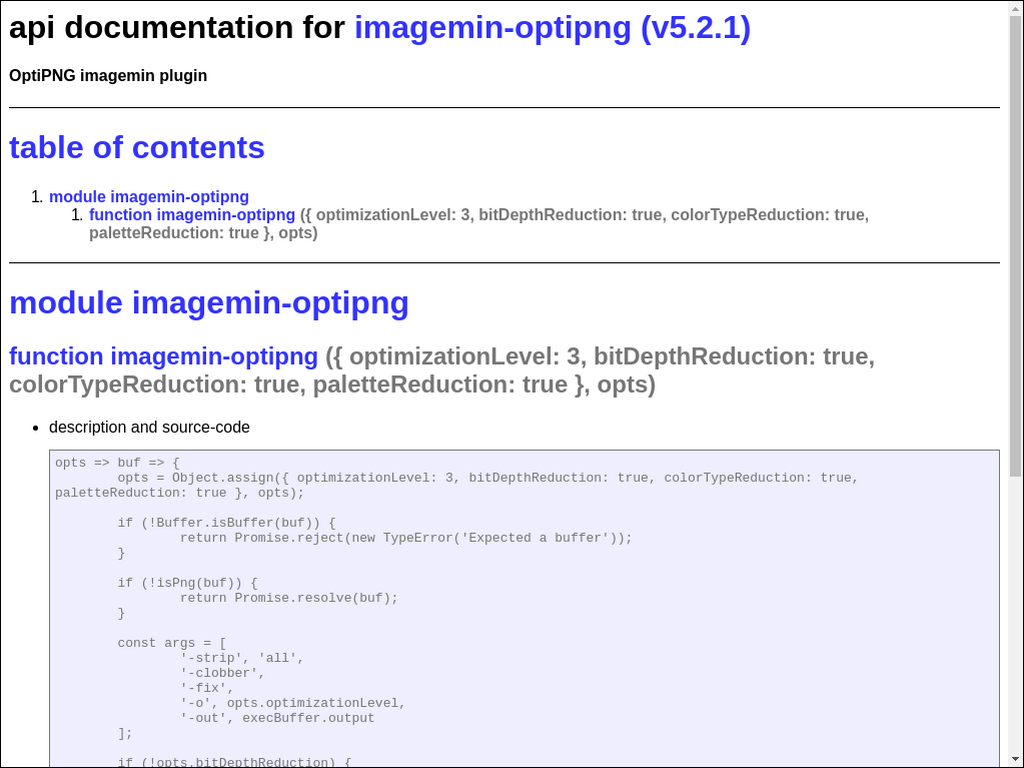 api documentation for imagemin-optipng (v5.2.1)
OptiPNG imagemin plugin
table of contents
1. module imagemin-optipng
1. function imagemin-optipng ({ optimizationLevel: 3, bitDepthReduction: true, colorTypeReduction: true,
paletteReduction: true }, opts)
module imagemin-optipng
function imagemin-optipng ({ optimizationLevel: 3, bitDepthReduction: true,
colorTypeReduction: true, paletteReduction: true }, opts)
• description and source-code
opts => buf => {
        opts = Object.assign({ optimizationLevel: 3, bitDepthReduction: true, colorTypeReduction: true,
paletteReduction: true }, opts);
        if (!Buffer.isBuffer(buf)) {
                return Promise.reject(new TypeError('Expected a buffer'));
        }
        if (!isPng(buf)) {
                return Promise.resolve(buf);
        }
        const args = [
                '-strip', 'all',
                '-clobber',
                '-fix',
                '-o', opts.optimizationLevel,
                '-out', execBuffer.output
        ];
        if (!opts.bitDepthReduction) {